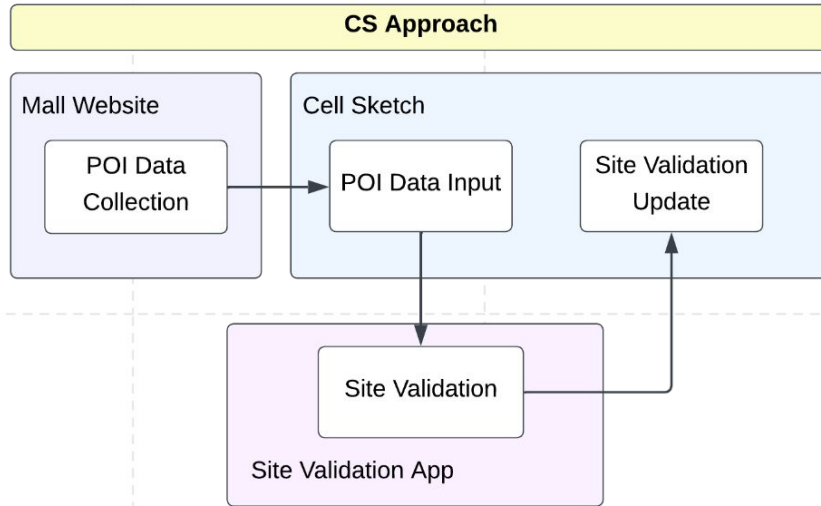 CS Approach
Mall Website
Cell Sketch
POI Data
Collection
POI Data Input
Site Validation
Update
Site Validation
Site Validation App